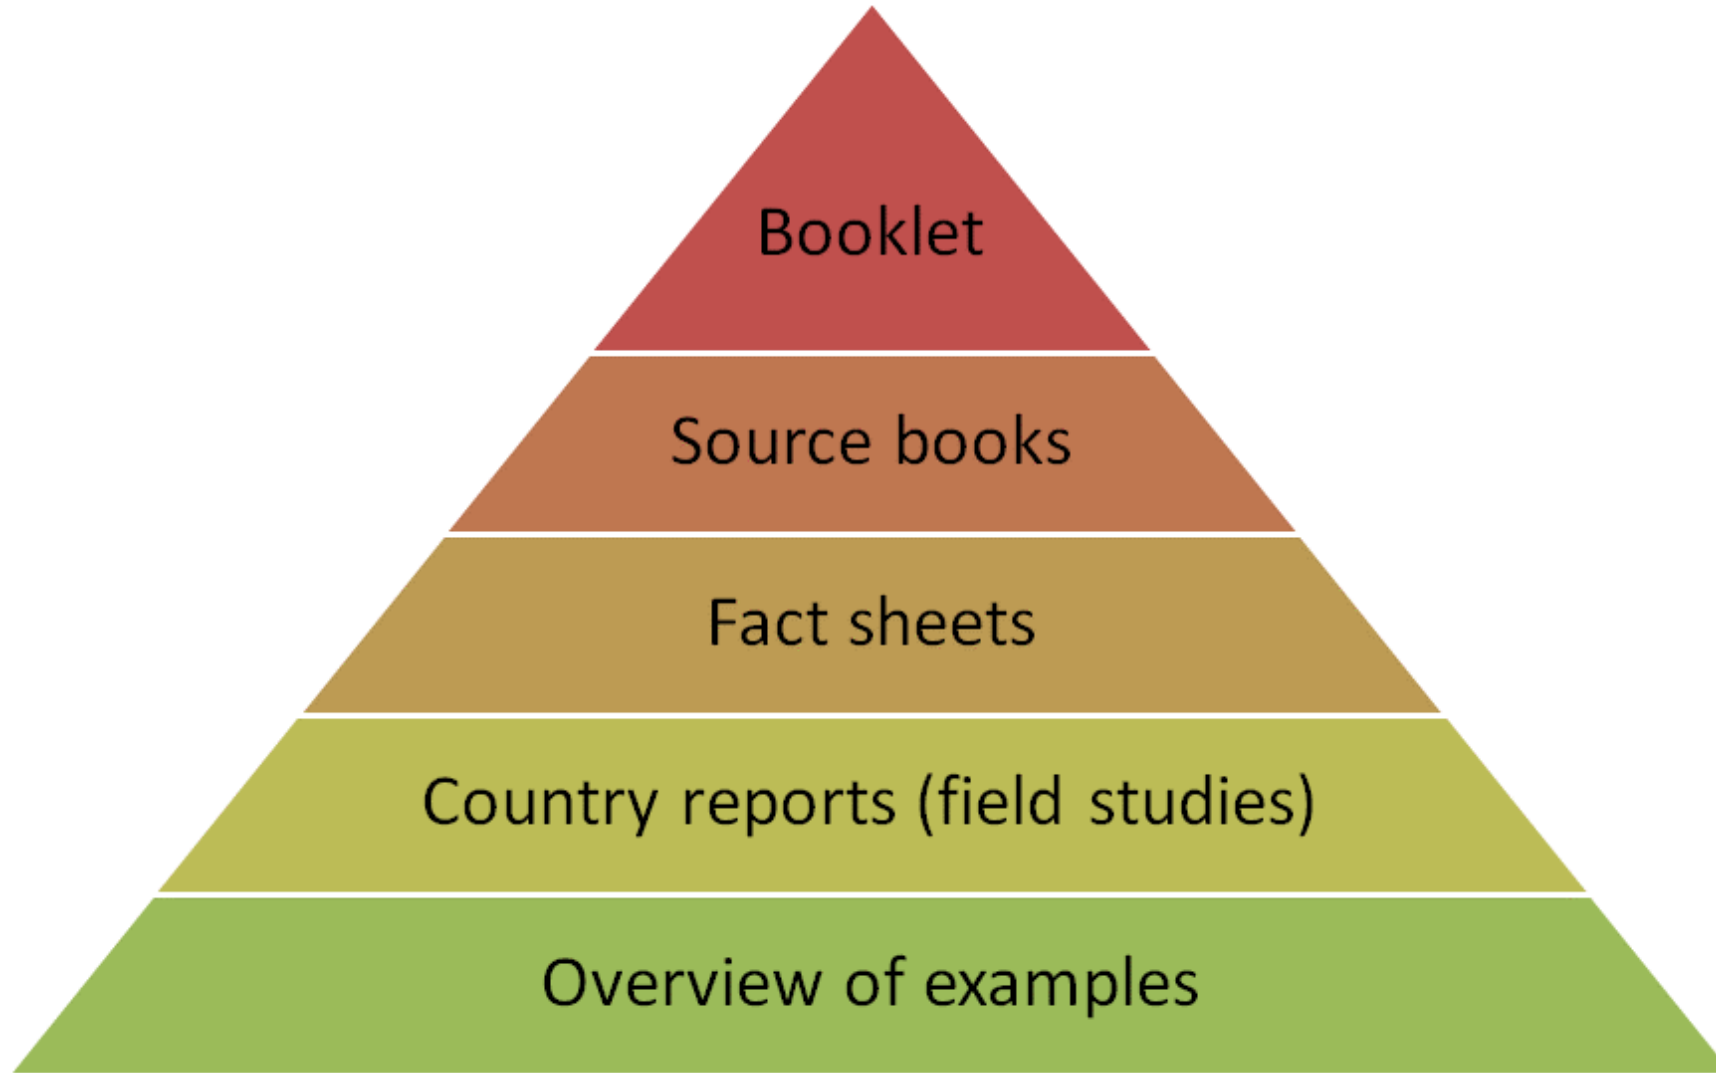 Booklet
Source books
Fact sheets
Country reports (field studies)
Overview of examples